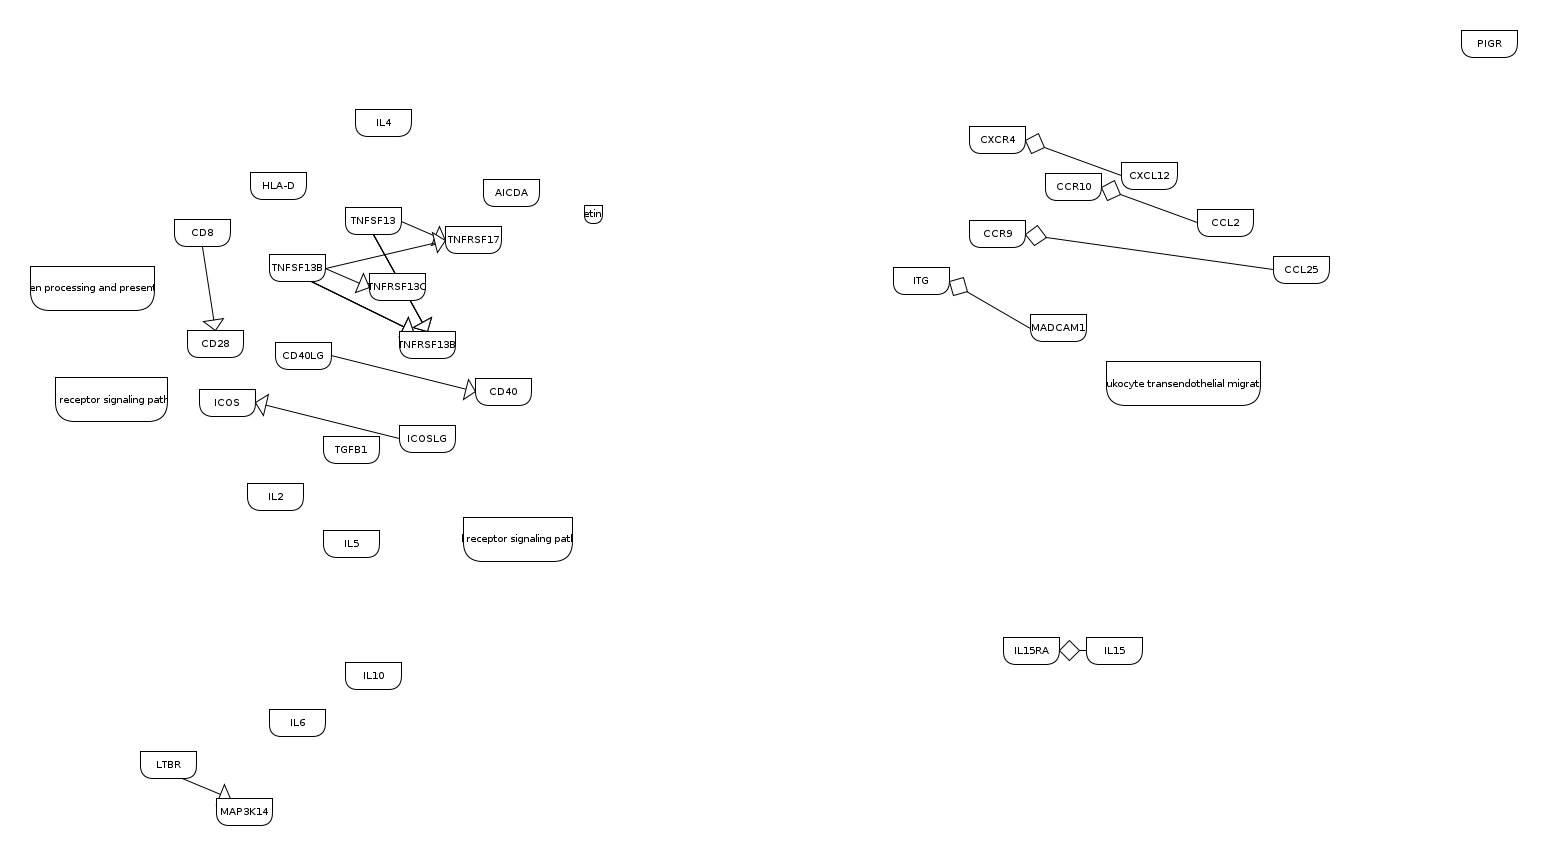 PIGR
IL4
CXCR4
CXCL12
HLA-D
AICDA
CCR10
etin
TNFSF13
CCL2
CD8
CCR9
TNFRSF17
TNFSF13B
CCL25
ITG
TNFRSF13C
en processing and present
MADCAM1
CD28
TNFRSF13B
CD40LG
ukocyte transendothelial migrat
CD40
receptor signaling path
ICOS
ICOSLG
TGFB1
IL2
receptor signaling path
IL5
IL15RA
IL15
IL10
IL6
LTBR
MAP3K14